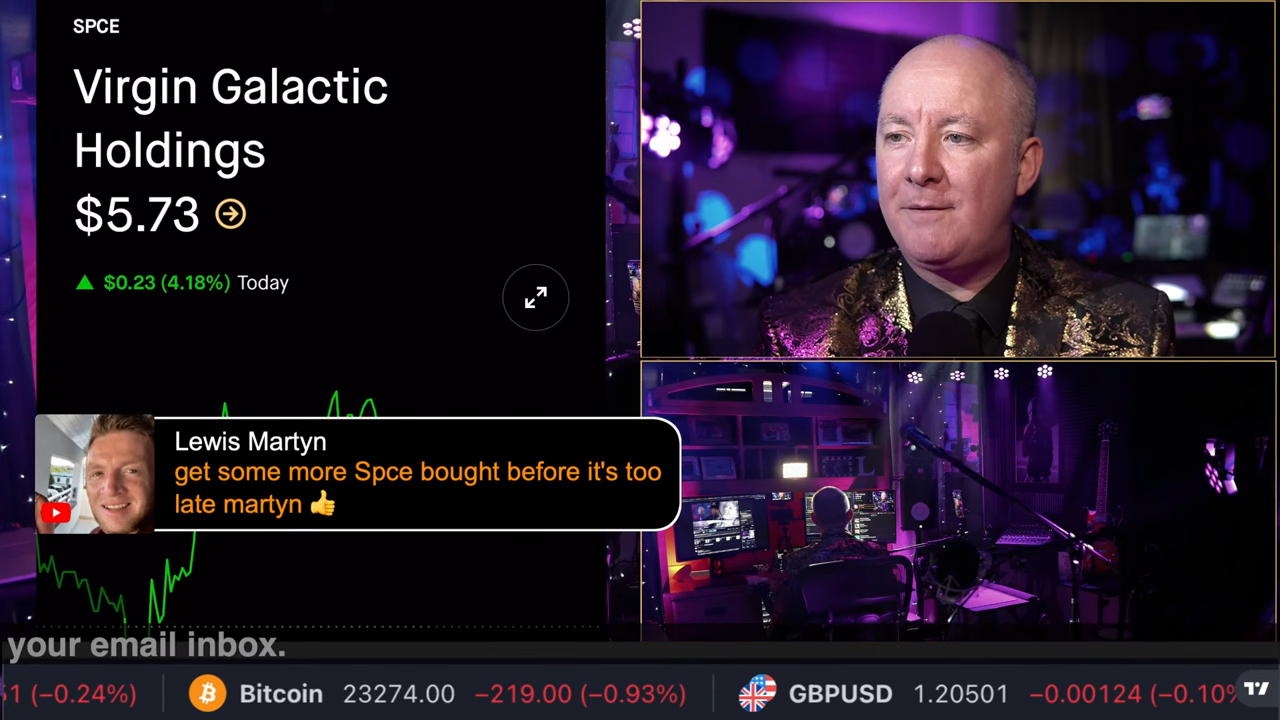 SPCE
Virgin Galactic
Holdings
$5.73
$0.23 (4.18%) Today
Lewis Martyn
get some more Spce bought before it's too
late martyn 👍
your email inbox.
51 (−0.24%)
Bitcoin 23274.00 −219.00 (−0.93%)
GBPUSD 1.20501 −0.00124 (−0.10%